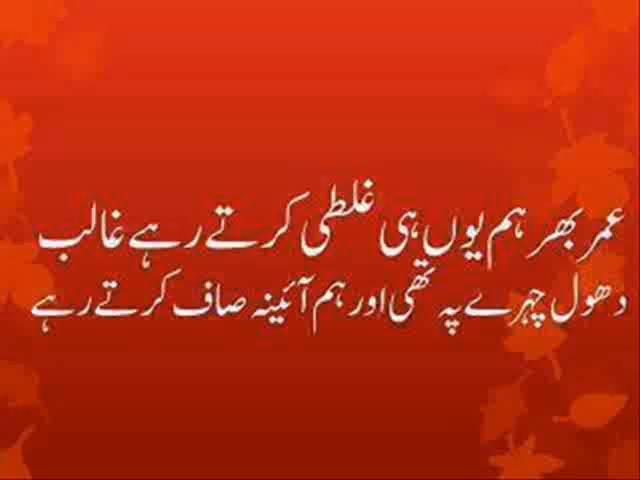 عمر بھر ہم یوں ہی غلطی کرتے رہے غالب
دھول چہرے پہ تھی اور ہم آئینہ صاف کرتے رہے